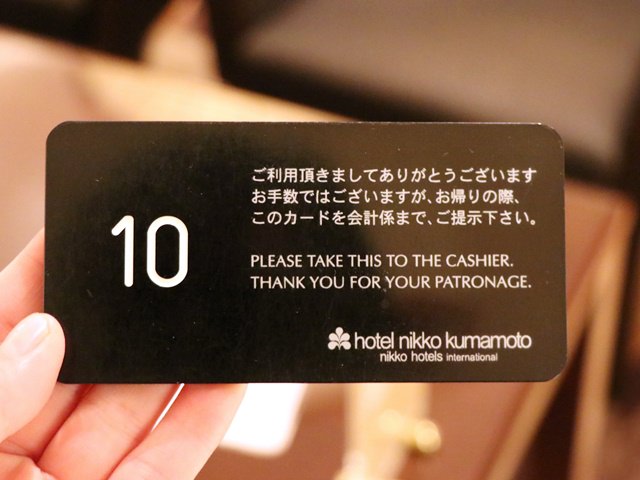 10
ご利用頂きましてありがとうございます
お手数ではございますが、お帰りの際、
このカードを会計係まで、ご提示下さい。
PLEASE TAKE THIS TO THE CASHIER.
THANK YOU FOR YOUR PATRONAGE.
hotel nikko kumamoto
nikko hotels international